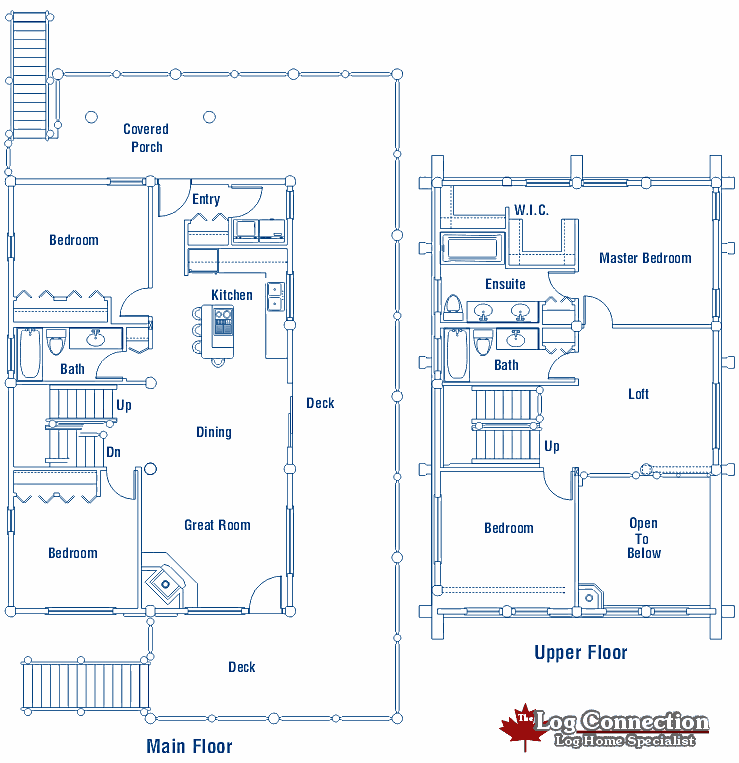 Covered
Porch
Entry
Bedroom
Kitchen
Bath
Up
Dn
Dining
Deck
Great Room
Bedroom
Deck
Main Floor
W.I.C.
Master Bedroom
Ensuite
Bath
Loft
Up
Bedroom
Open
To
Below
Upper Floor
The Log Connection
Log Home Specialist